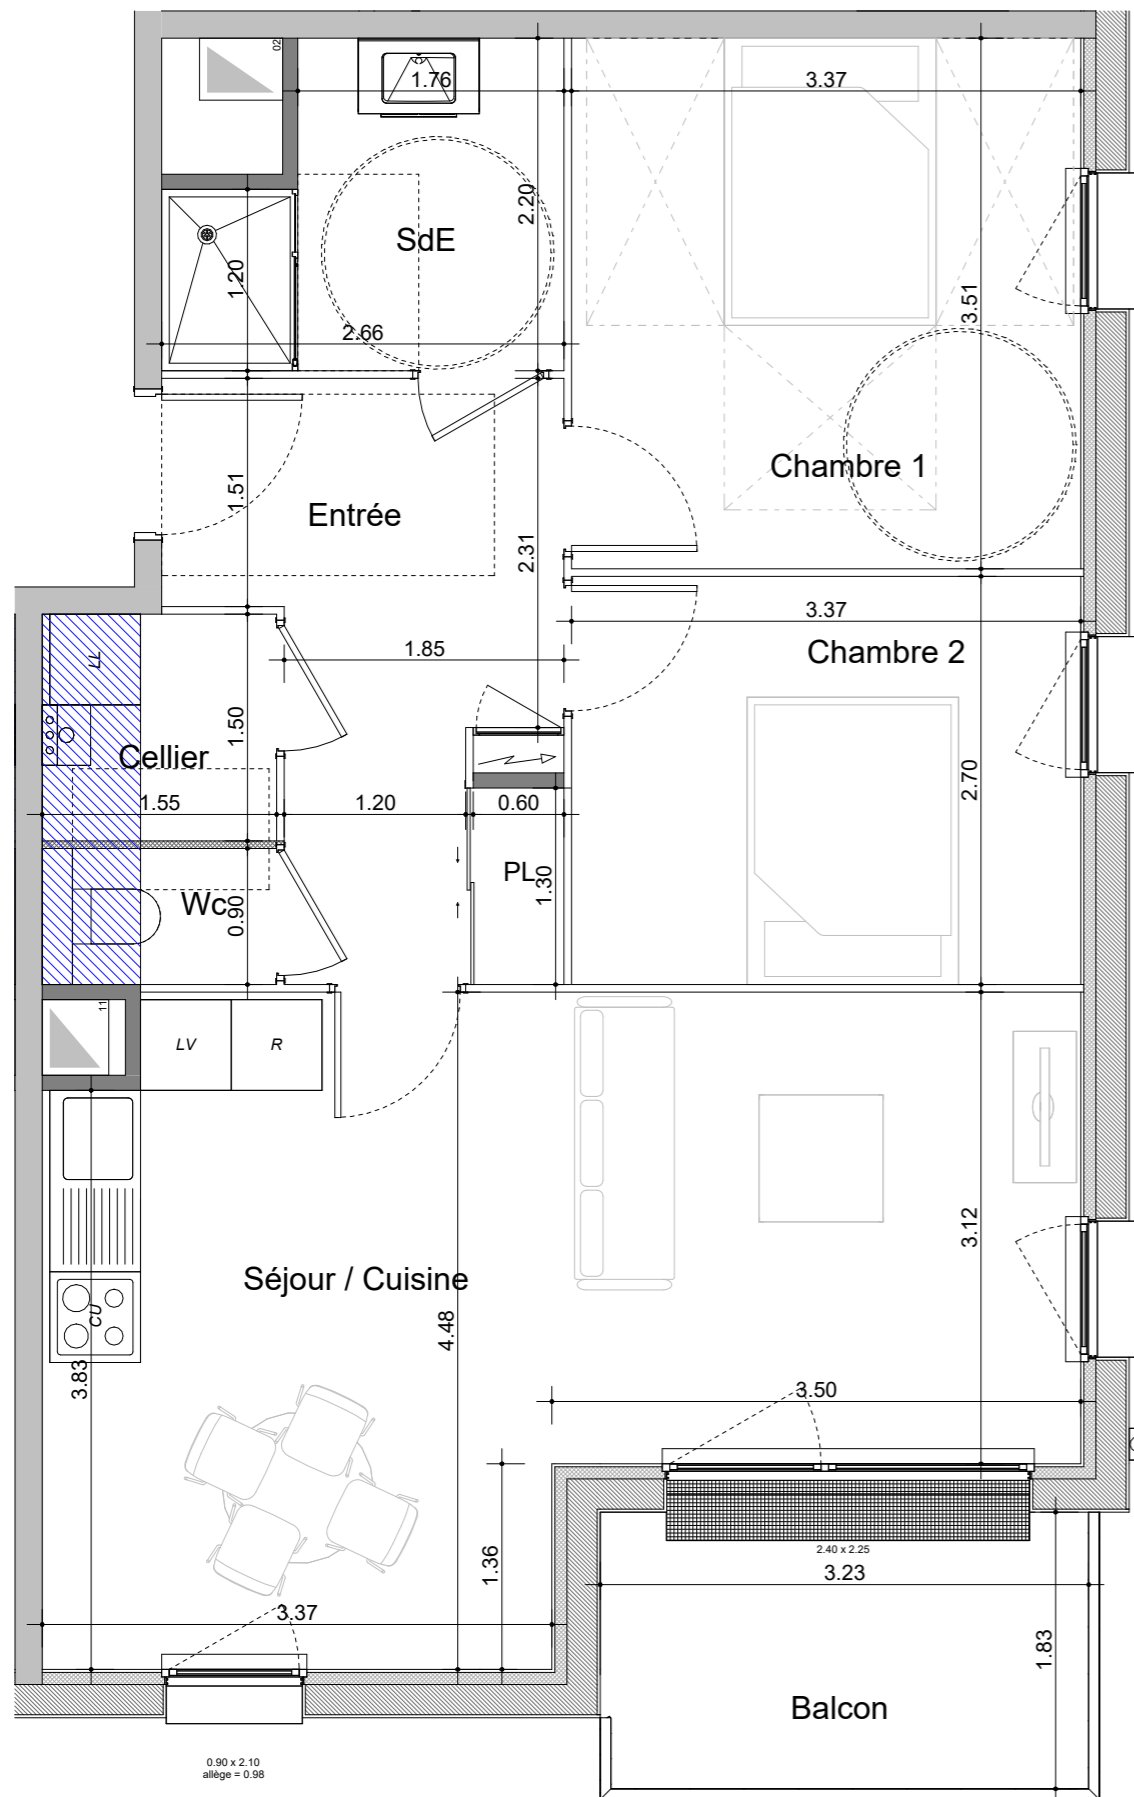 02
1.76
3.37
2.20
SdE
1.20
3.51
2.66
Chambre 1
1.51
Entrée
2.31
3.37
Chambre 2
1.85
LL
1.50
Cellier
2.70
1.55
1.20
0.60
PL
1.30
Wc
0.90
11
LV
R
3.12
Séjour / Cuisine
CU
4.48
3.83
3.50
1.36
2.40 x 2.25
3.23
3.37
1.83
Balcon
0.90 x 2.10
allège = 0.98